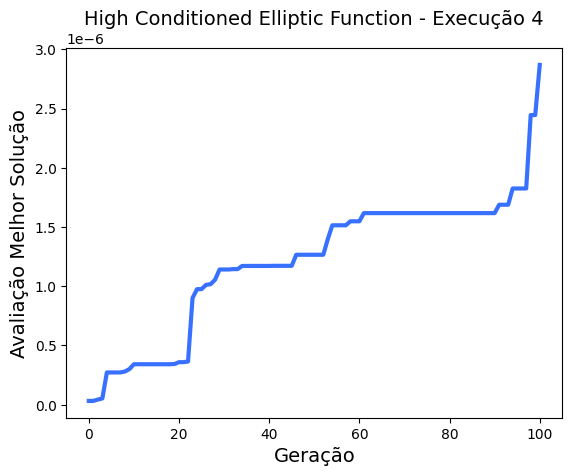 High Conditioned Elliptic Function - Execução 4
1e−6
3.0
2.5
2.0
1.5
1.0
0.5
0.0
Avaliação Melhor Solução
0 20 40 60 80 100
Geração